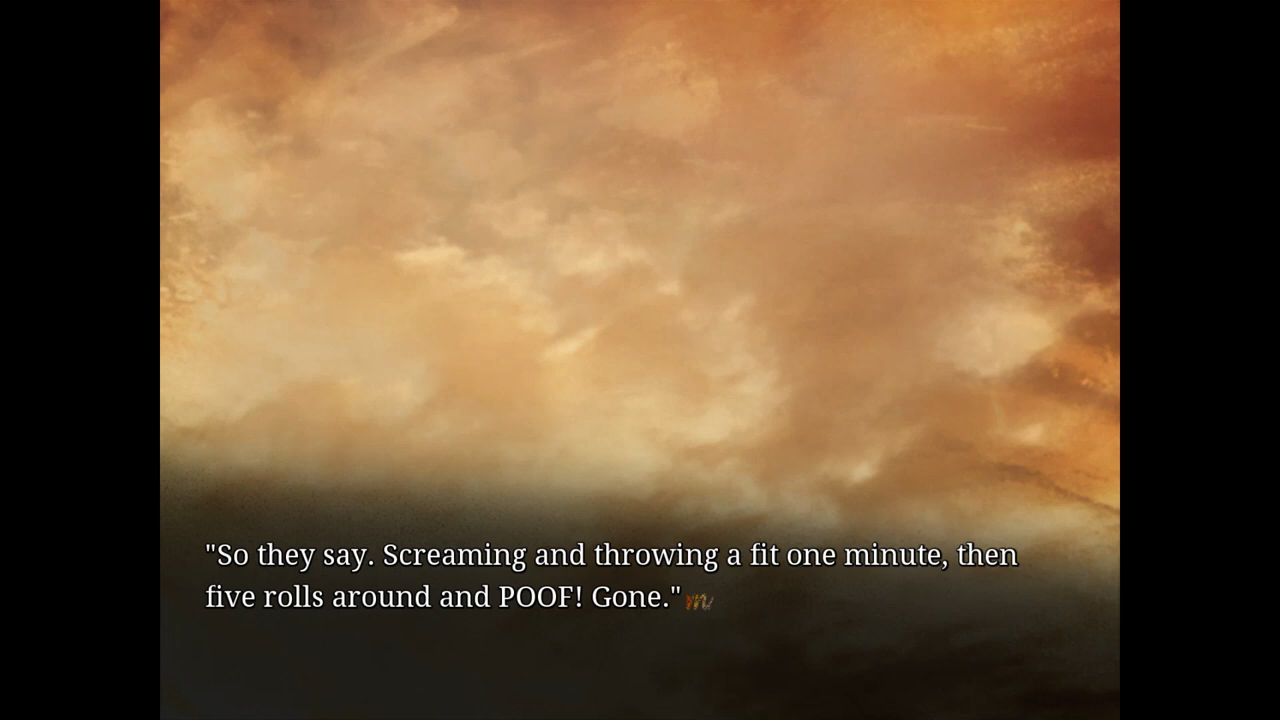 "So they say. Screaming and throwing a fit one minute, then
five rolls around and POOF! Gone."